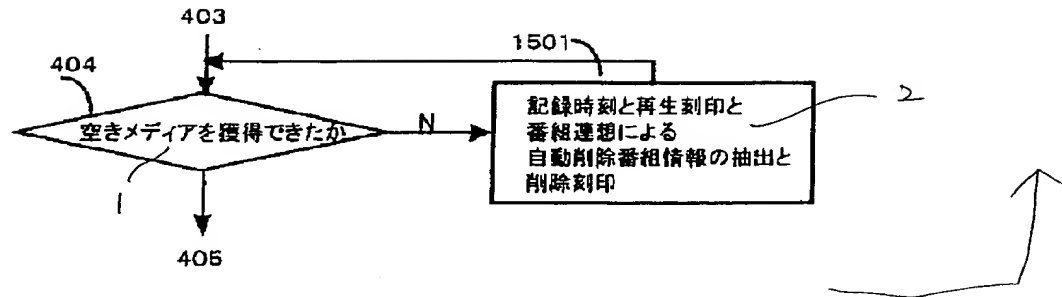 403
404
1501
空きメディアを獲得できたか
N
記録時刻と再生刻印と
番組連想による
自動削除番組情報の抽出と
削除刻印
2
1
405